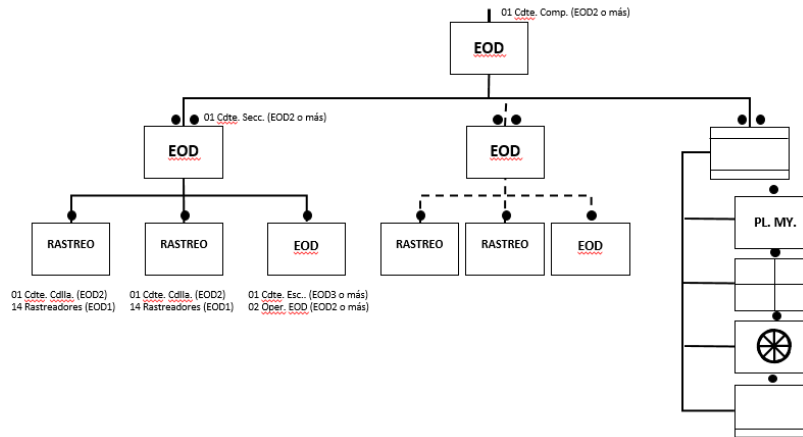 01 Cdte. Comp. (EOD2 o más)
EOD
01 Cdte. Secc. (EOD2 o más)
EOD
EOD
RASTREO
RASTREO
EOD
RASTREO
RASTREO
EOD
PL. MY.
01 Cdte. Cdlla. (EOD2)
14 Rastreadores (EOD1)
01 Cdte. Cdlla. (EOD2)
14 Rastreadores (EOD1)
01 Cdte. Esc.. (EOD3 o más)
02 Oper. EOD (EOD2 o más)